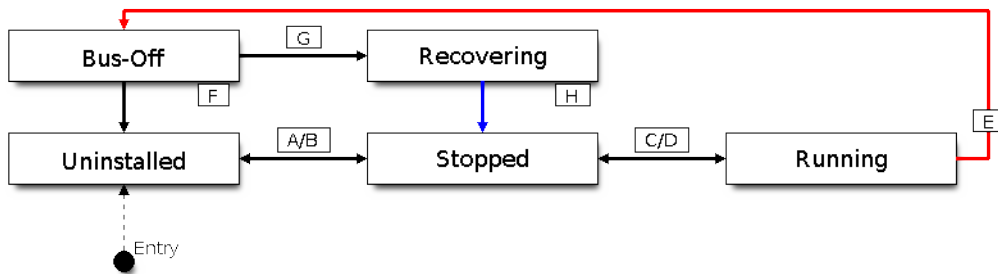 G
E
Bus-Off
Recovering
F
H
Uninstalled
A/B
Stopped
C/D
Running
Entry